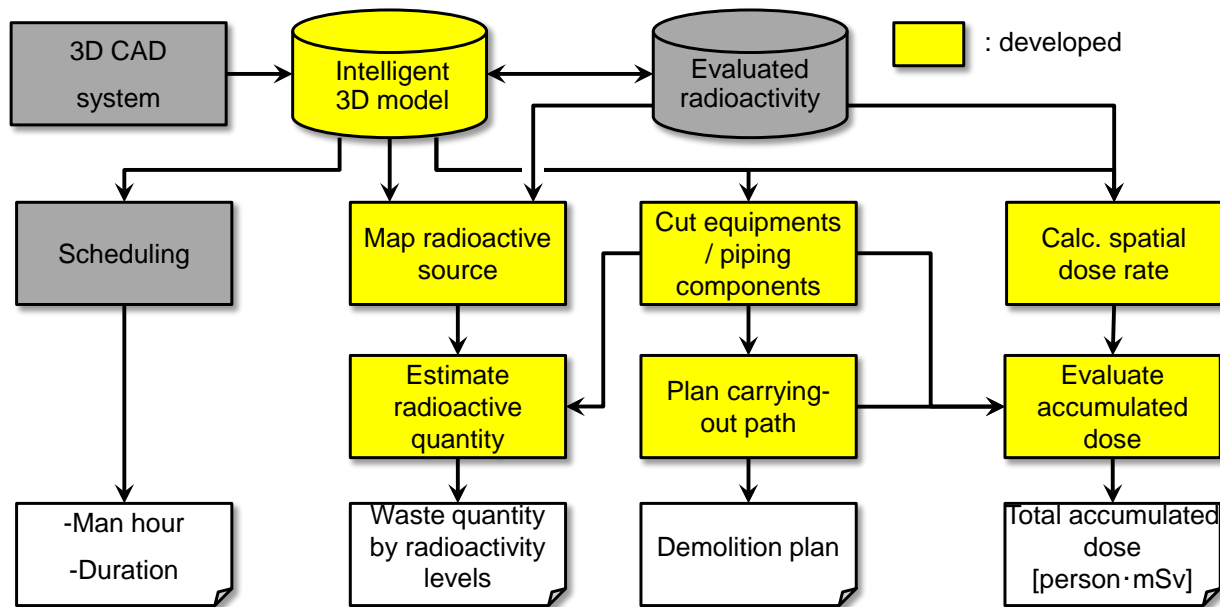 3D CAD
system
Intelligent
3D model
Evaluated
radioactivity
: developed
Scheduling
Map radioactive
source
Cut equipments
/ piping
components
Calc. spatial
dose rate
Estimate
radioactive
quantity
Plan carrying-
out path
Evaluate
accumulated
dose
-Man hour
-Duration
Waste quantity
by radioactivity
levels
Demolition plan
Total accumulated
dose
[person·mSv]